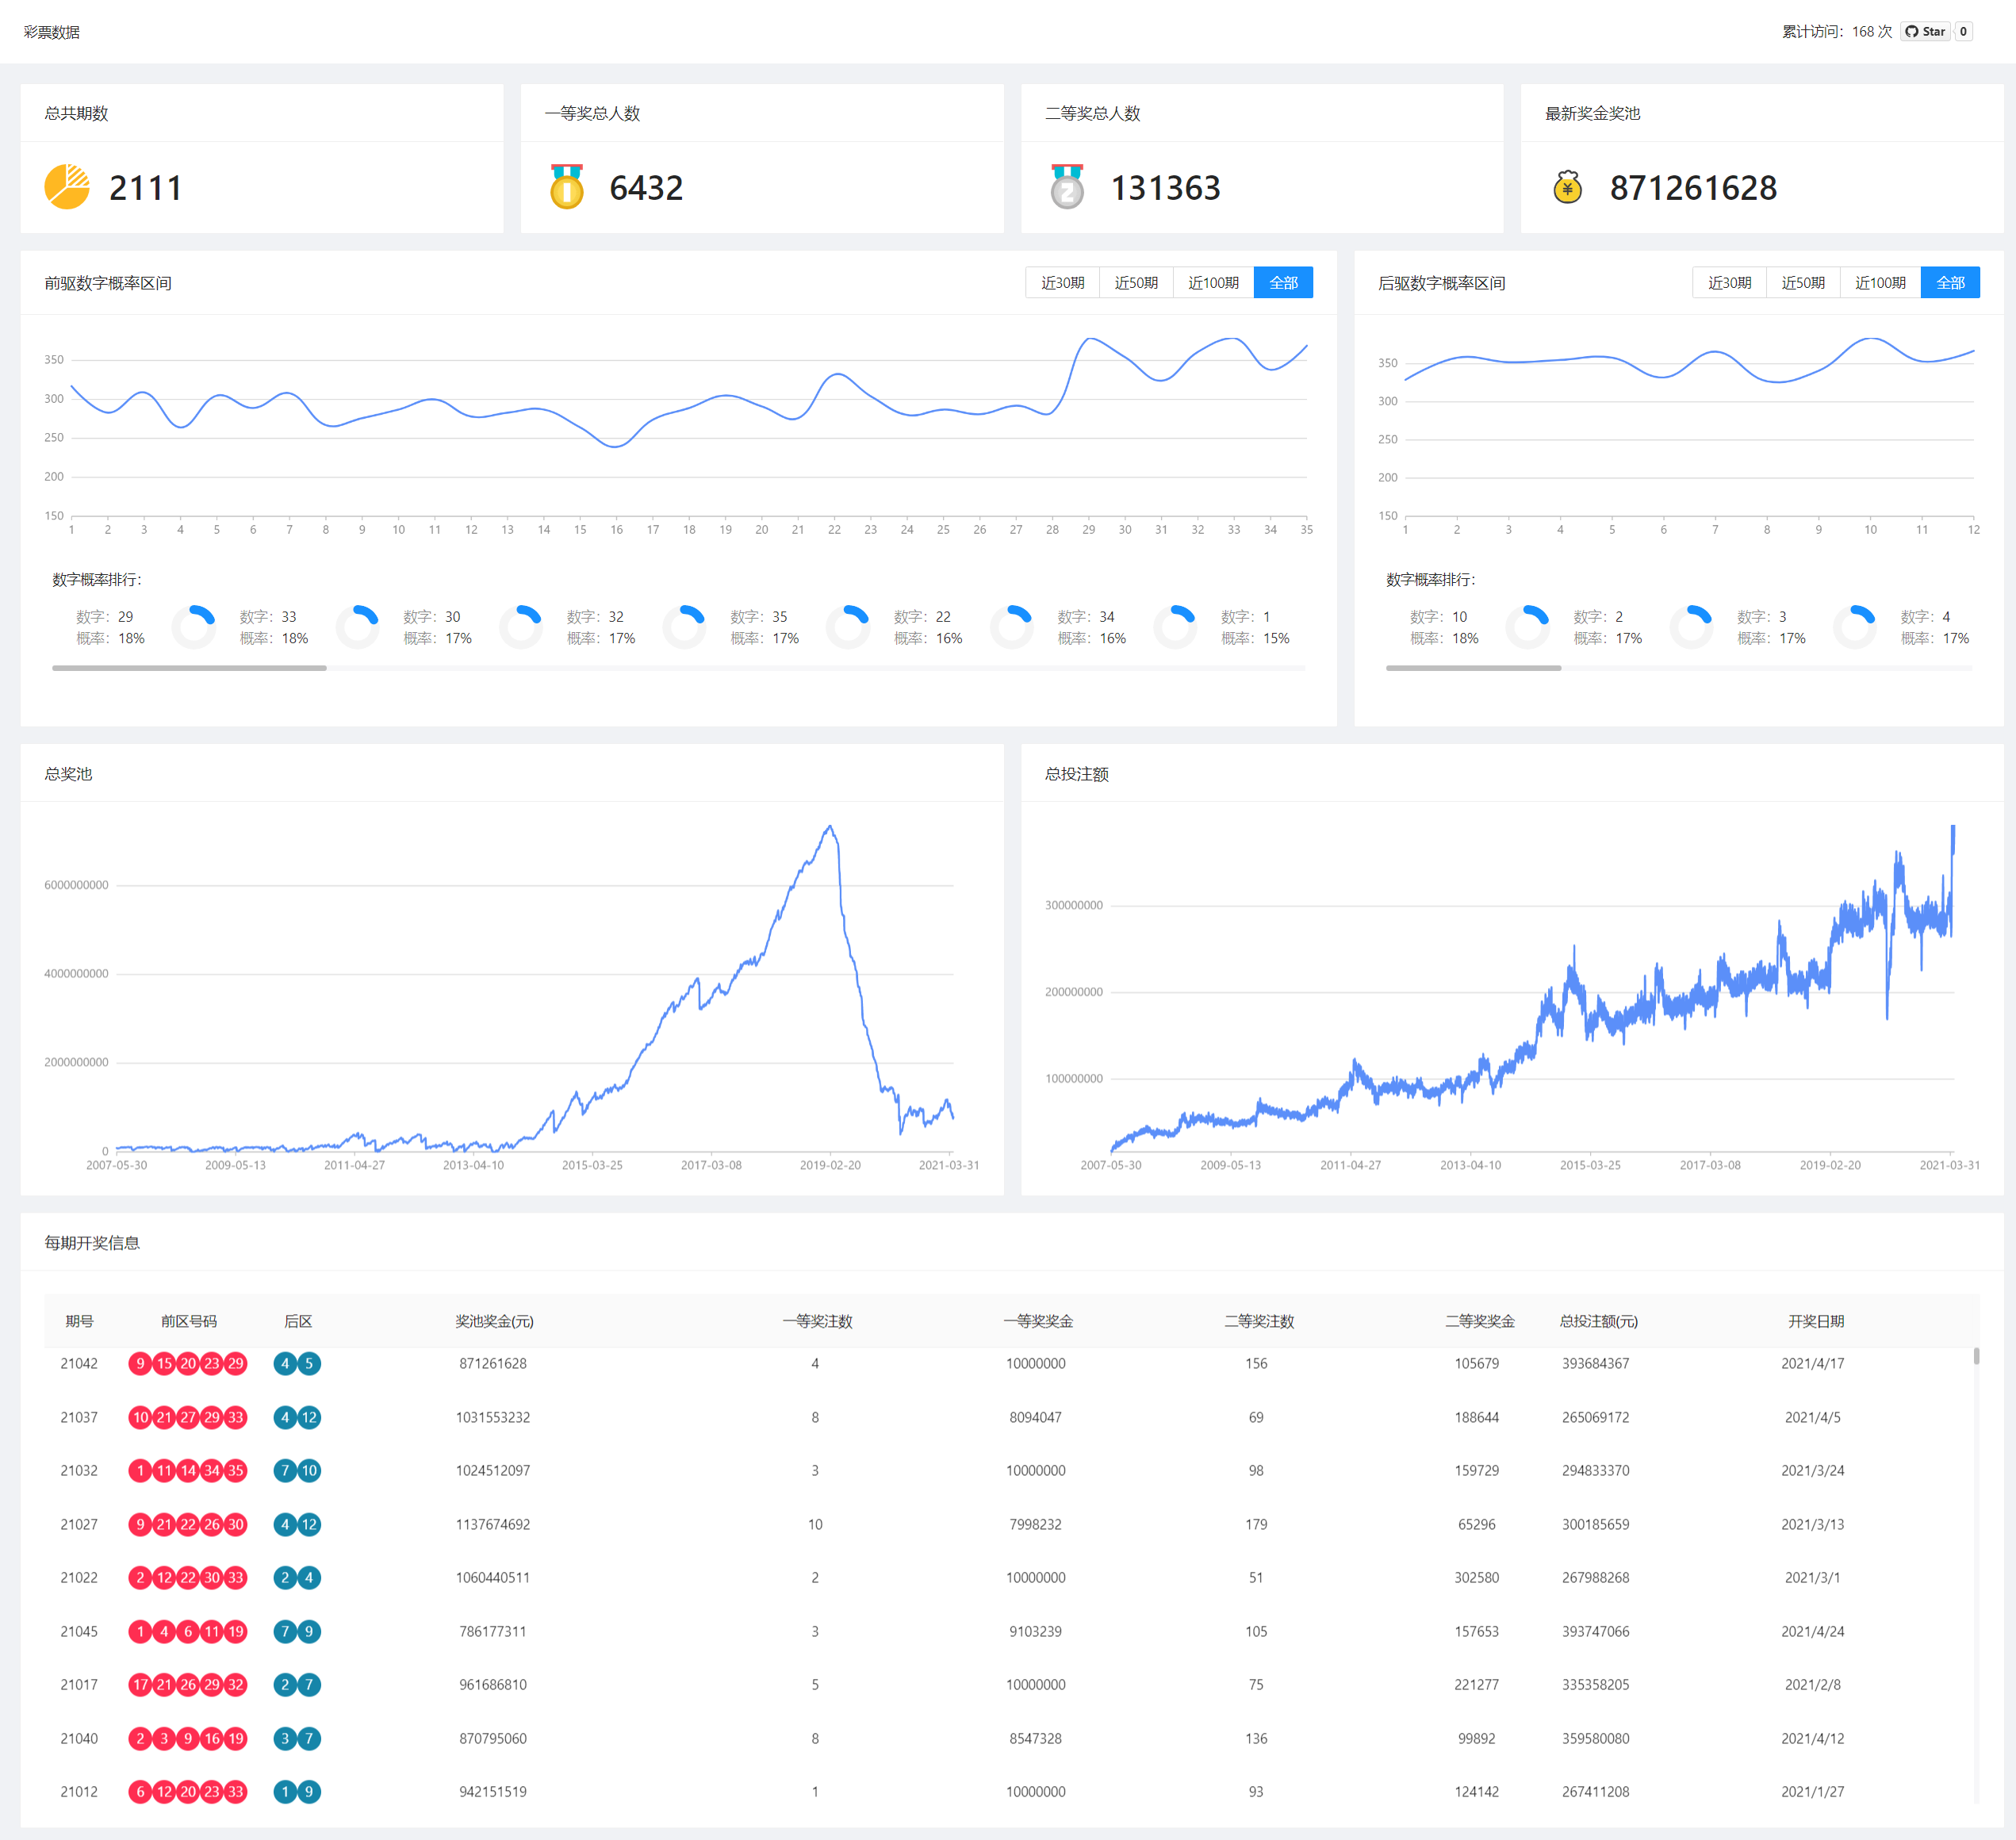 彩票数据
累计访问：168 次 Star 0
总共期数 一等奖总人数 二等奖总人数 最新奖金奖池
2111 6432 131363 871261628
前驱数字概率区间 近30期 近50期 近100期 全部
350
300
250
200
150
1 2 3 4 5 6 7 8 9 10 11 12 13 14 15 16 17 18 19 20 21 22 23 24 25 26 27 28 29 30 31 32 33 34 35
数字概率排行：
数字：29 数字：33 数字：30 数字：32 数字：35 数字：22 数字：34 数字：1
概率：18% 概率：18% 概率：17% 概率：17% 概率：17% 概率：16% 概率：16% 概率：15%
后驱数字概率区间 近30期 近50期 近100期 全部
350
300
250
200
150
1 2 3 4 5 6 7 8 9 10 11 12
数字概率排行：
数字：10 数字：2 数字：3 数字：4
概率：18% 概率：17% 概率：17% 概率：17%
总奖池
6000000000
4000000000
2000000000
0
2007-05-30 2009-05-13 2011-04-27 2013-04-10 2015-03-25 2017-03-08 2019-02-20 2021-03-31
总投注额
300000000
200000000
100000000
2007-05-30 2009-05-13 2011-04-27 2013-04-10 2015-03-25 2017-03-08 2019-02-20 2021-03-31
每期开奖信息
期号 前区号码 后区 奖池奖金(元) 一等奖注数 一等奖奖金 二等奖注数 二等奖奖金 总投注额(元) 开奖日期
21042 9 15 20 23 29 4 5 871261628 4 10000000 156 105679 393684367 2021/4/17
21037 10 21 27 29 33 4 12 1031553232 8 8094047 69 188644 265069172 2021/4/5
21032 1 11 14 34 35 7 10 1024512097 3 10000000 98 159729 294833370 2021/3/24
21027 9 21 22 26 30 4 12 1137674692 10 7998232 179 65296 300185659 2021/3/13
21022 2 12 22 30 33 2 4 1060440511 2 10000000 51 302580 267988268 2021/3/1
21045 1 4 6 11 19 7 9 786177311 3 9103239 105 157653 393747066 2021/4/24
21017 17 21 26 29 32 2 7 961686810 5 10000000 75 221277 335358205 2021/2/8
21040 2 3 9 16 19 3 7 870795060 8 8547328 136 99892 359580080 2021/4/12
21012 6 12 20 23 33 1 9 942151519 1 10000000 93 124142 267411208 2021/1/27